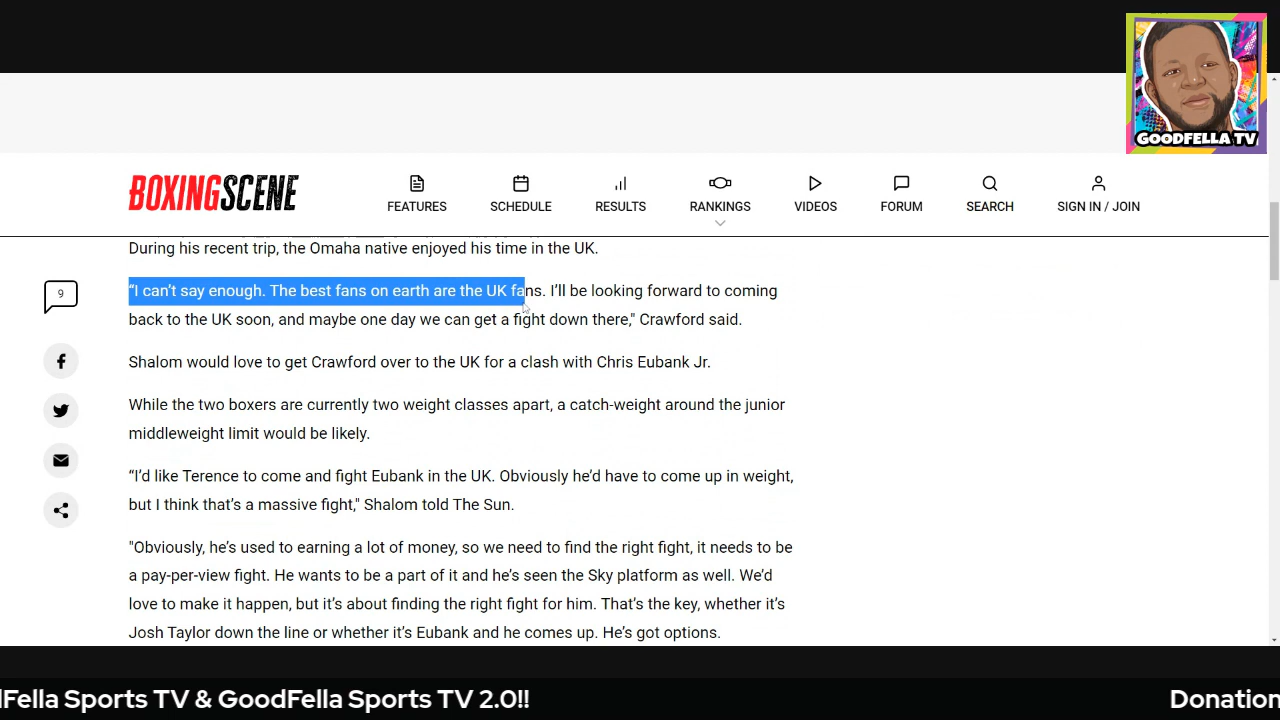 GOODFELLA TV
BOXINGSCENE
FEATURES
SCHEDULE
RESULTS
RANKINGS
VIDEOS
FORUM
SEARCH
SIGN IN / JOIN
During his recent trip, the Omaha native enjoyed his time in the UK.
9
“I can’t say enough. The best fans on earth are the UK fans. I’ll be looking forward to coming
back to the UK soon, and maybe one day we can get a fight down there," Crawford said.
Shalom would love to get Crawford over to the UK for a clash with Chris Eubank Jr.
While the two boxers are currently two weight classes apart, a catch-weight around the junior
middleweight limit would be likely.
“I’d like Terence to come and fight Eubank in the UK. Obviously he’d have to come up in weight,
but I think that’s a massive fight," Shalom told The Sun.
"Obviously, he’s used to earning a lot of money, so we need to find the right fight, it needs to be
a pay-per-view fight. He wants to be a part of it and he’s seen the Sky platform as well. We’d
love to make it happen, but it’s about finding the right fight for him. That’s the key, whether it’s
Josh Taylor down the line or whether it’s Eubank and he comes up. He’s got options.
dFella Sports TV & GoodFella Sports TV 2.0!!
Donation